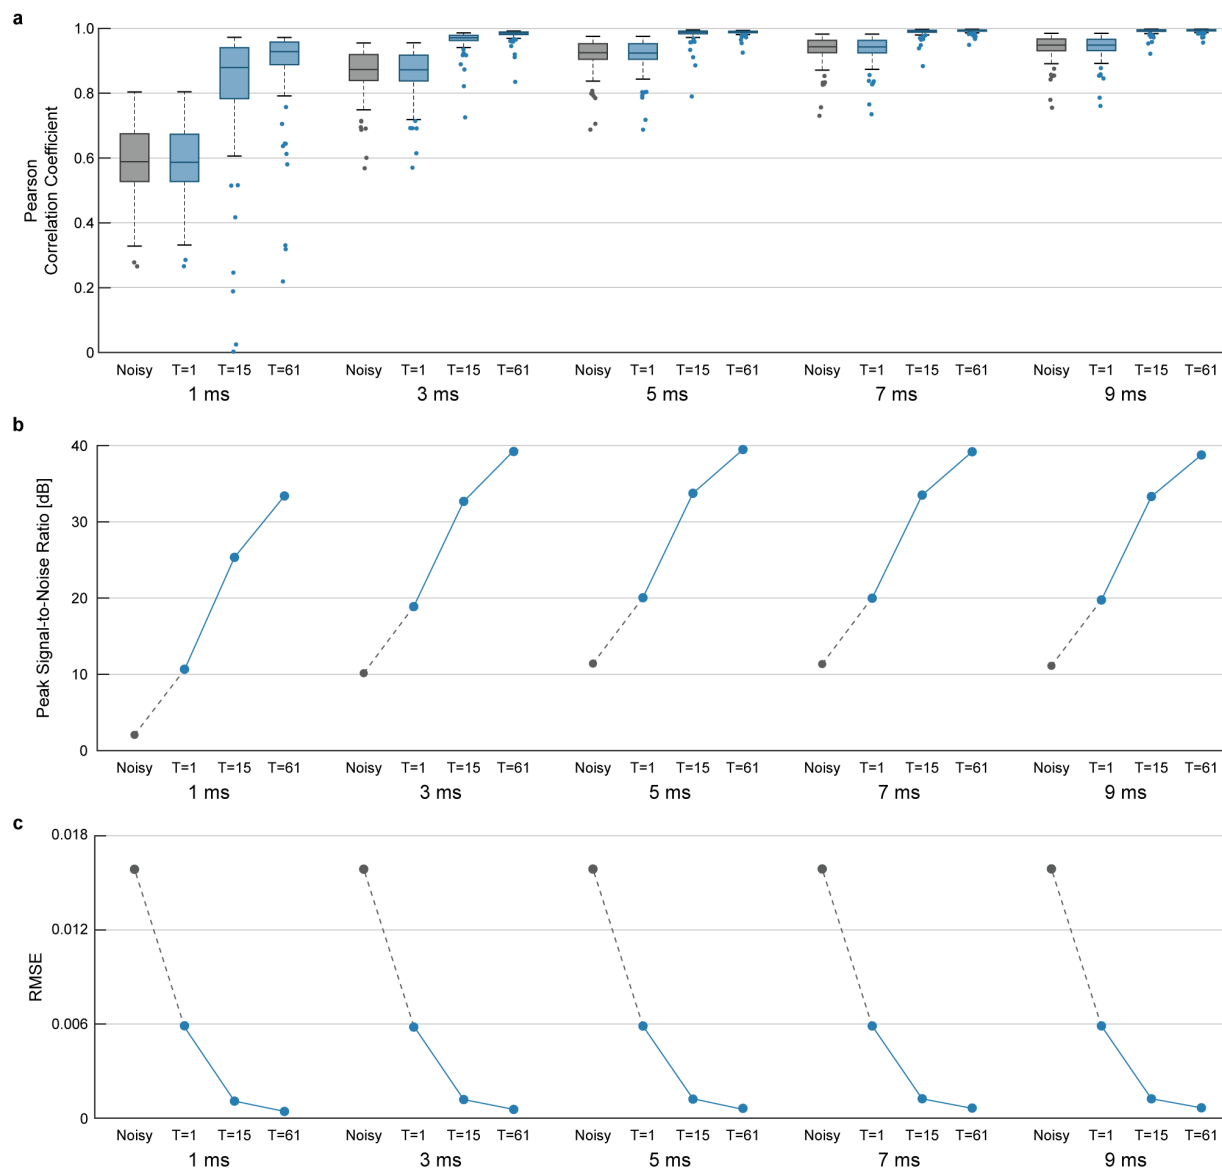 a
Pearson
Correlation Coefficient
1.0
0.8
0.6
0.4
0.2
0
Noisy T=1 T=15 T=61 Noisy T=1 T=15 T=61 Noisy T=1 T=15 T=61 Noisy T=1 T=15 T=61 Noisy T=1 T=15 T=61
1 ms 3 ms 5 ms 7 ms 9 ms
b
Peak Signal-to-Noise Ratio [dB]
40
30
20
10
0
Noisy T=1 T=15 T=61 Noisy T=1 T=15 T=61 Noisy T=1 T=15 T=61 Noisy T=1 T=15 T=61 Noisy T=1 T=15 T=61
1 ms 3 ms 5 ms 7 ms 9 ms
c
RMSE
0.018
0.012
0.006
0
Noisy T=1 T=15 T=61 Noisy T=1 T=15 T=61 Noisy T=1 T=15 T=61 Noisy T=1 T=15 T=61 Noisy T=1 T=15 T=61
1 ms 3 ms 5 ms 7 ms 9 ms